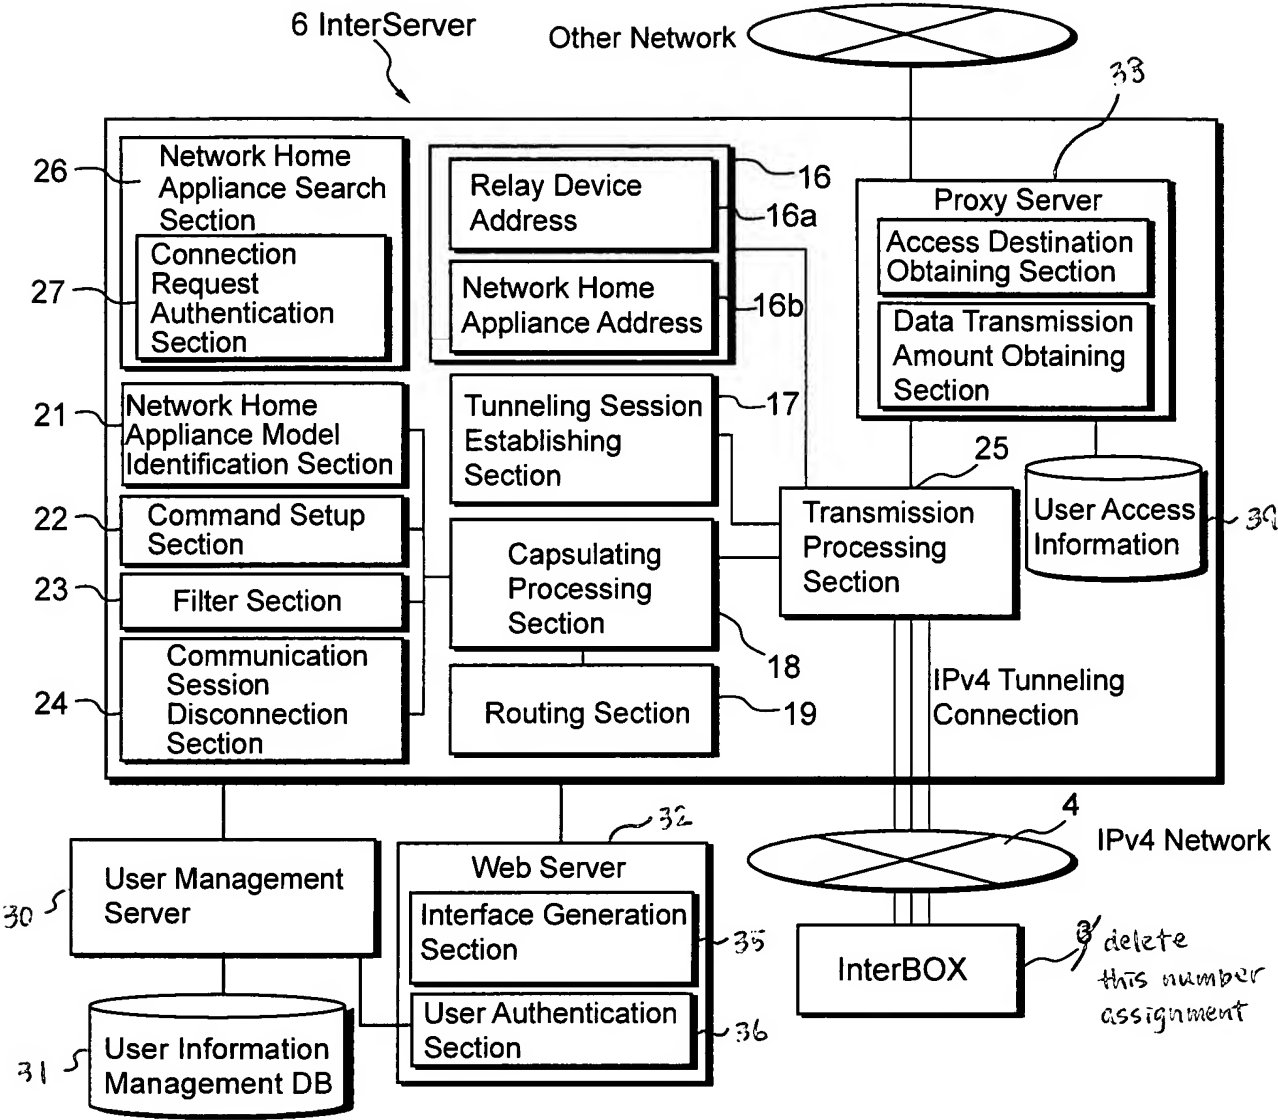 6 InterServer
Other Network
33
26
Network Home
Appliance Search
Section
27
Connection
Request
Authentication
Section
16
Relay Device
Address
16a
Network Home
Appliance Address
16b
Proxy Server
Access Destination
Obtaining Section
Data Transmission
Amount Obtaining
Section
21
Network Home
Appliance Model
Identification Section
Tunneling Session
Establishing
Section
17
25
22
Command Setup
Section
Transmission
Processing
Section
User Access
Information
23
Filter Section
Capsulating
Processing
Section
18
24
Communication
Session
Disconnection
Section
Routing Section
19
IPv4 Tunneling
Connection
32
4
IPv4 Network
30
User Management
Server
Web Server
Interface Generation
Section
35
InterBOX
delete
this number
assignment
31
User Information
Management DB
User Authentication
Section
36